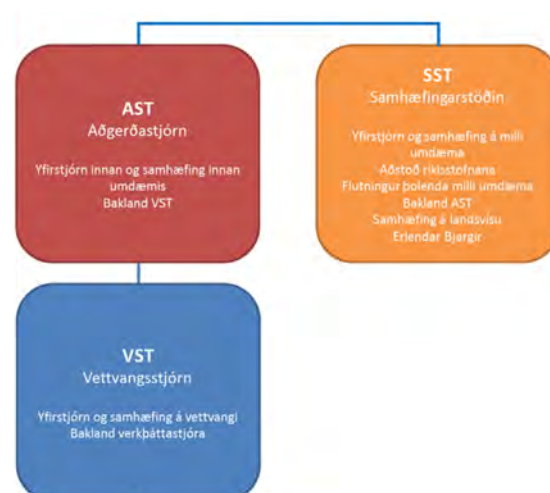 AST
Aðgerðastjórn
Yfirstjórn innan og samhæfing innan
umdæmis
Bakland VST
SST
Samhæfingarstöðin
Yfirstjórn og samhæfing á milli
umdæma
Aðstoð ríkisstofnana
Flutningur þolenda milli umdæma
Bakland AST
Samhæfing á landsvísu
Erlendar Bjargir
VST
Vettvangsstjórn
Yfirstjórn og samhæfing á vettvangi
Bakland verkþáttastjóra